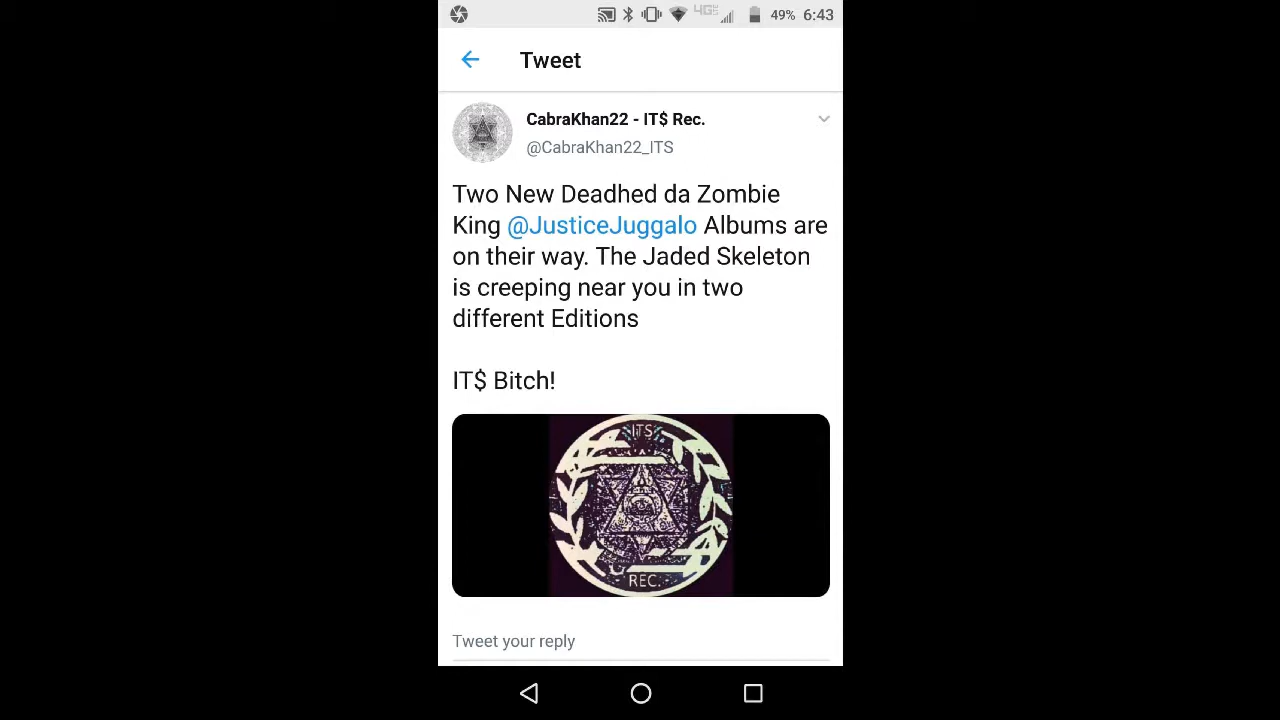 4G 49% 6:43
Tweet
CabraKhan22 - IT$ Rec.
@CabraKhan22_ITS
Two New Deadhed da Zombie
King @JusticeJuggalo Albums are
on their way. The Jaded Skeleton
is creeping near you in two
different Editions
IT$ Bitch!
ITS
REC.
Tweet your reply